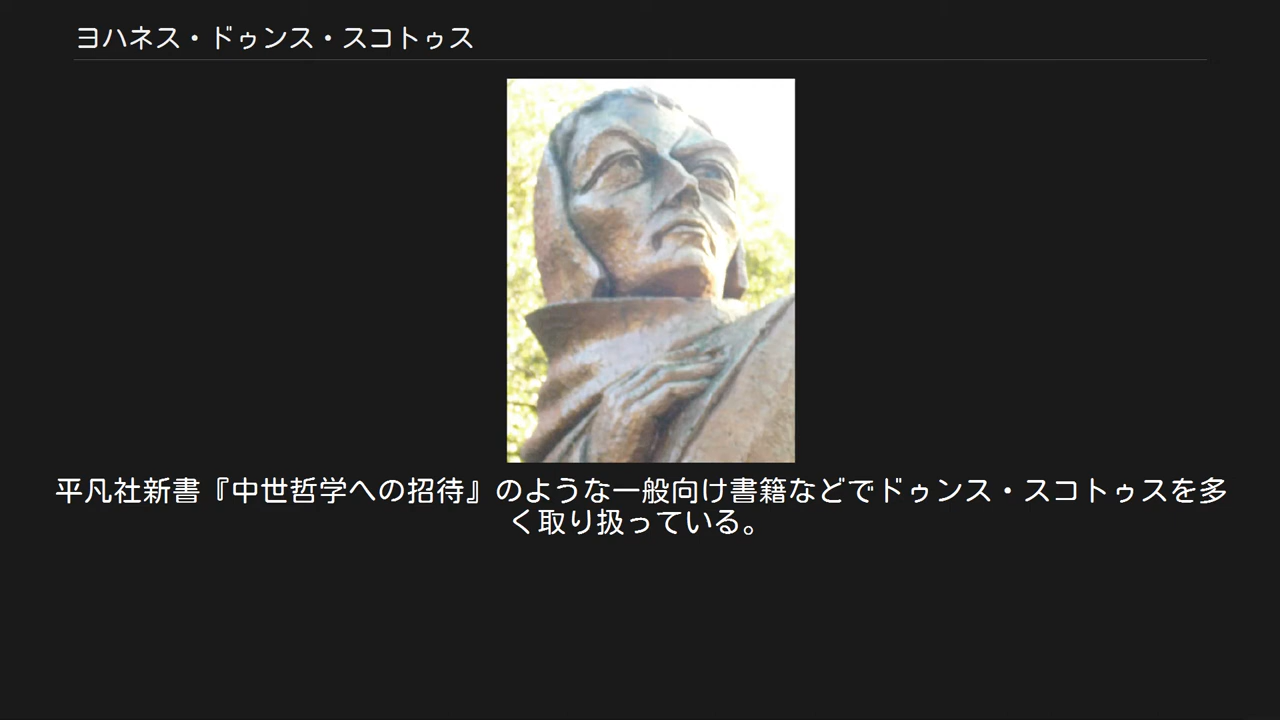 ヨハネス・ドゥンス・スコトゥス
平凡社新書『中世哲学への招待』のような一般向け書籍などでドゥンス・スコトゥスを多
く取り扱っている。